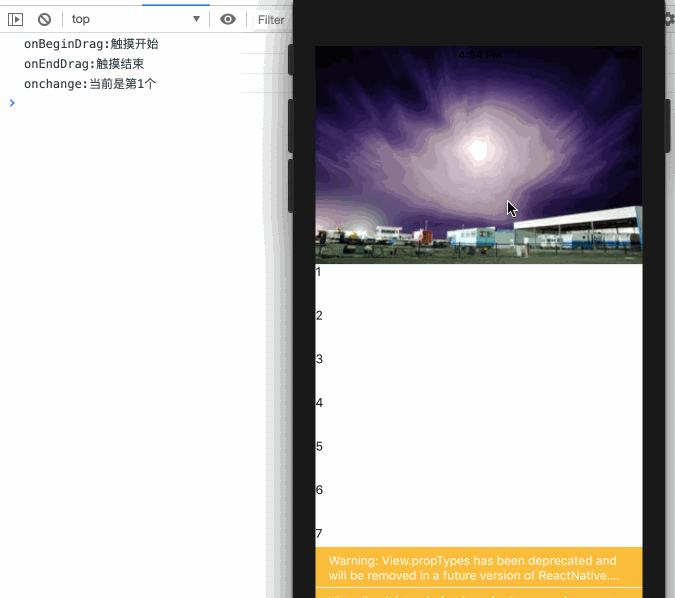 top
Filter
onBeginDrag:触摸开始
onEndDrag:触摸结束
onchange:当前是第1个
1
2
3
4
5
6
7
Warning: View.propTypes has been deprecated and
will be removed in a future version of ReactNative....